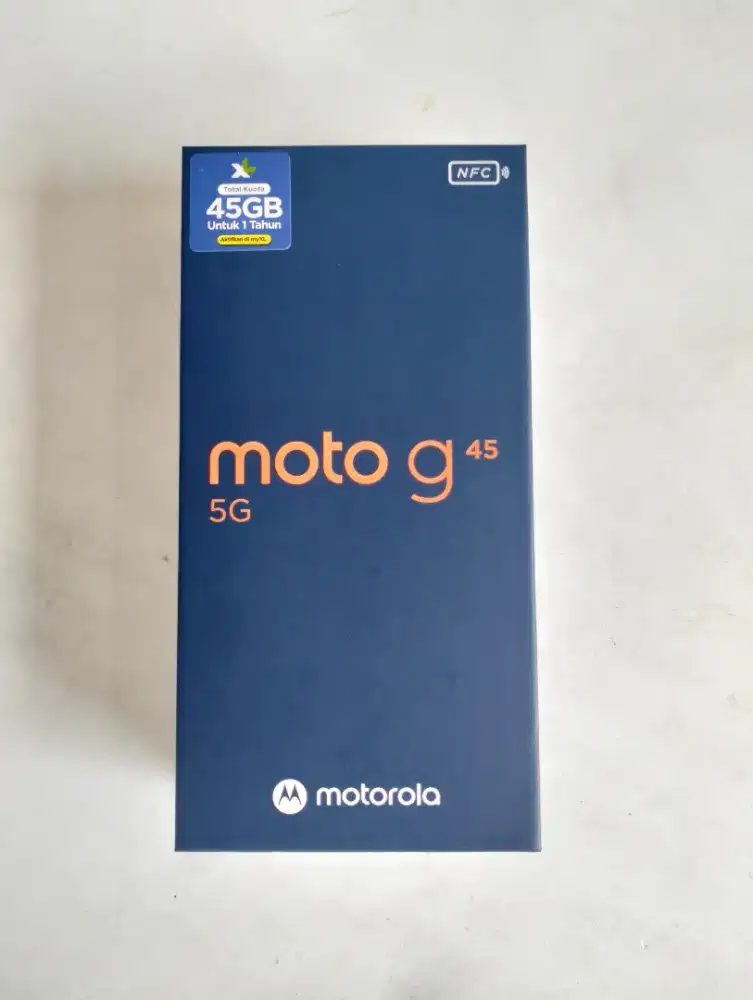 XL
Total Kuota
45GB
Untuk 1 Tahun
Aktifkan di myXL
NFC
moto g 45
5G
motorola